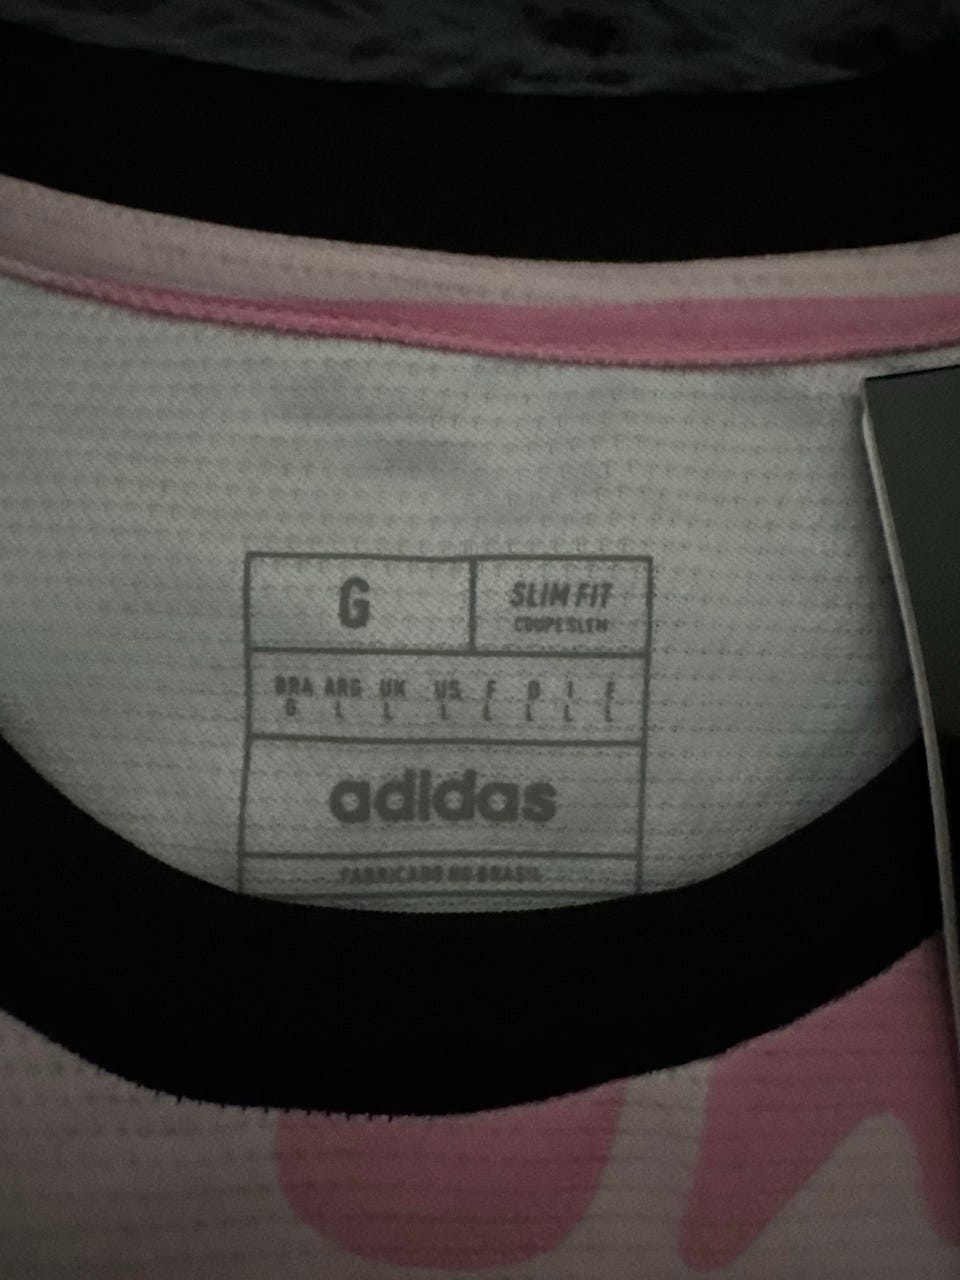 G
SLIM FIT
COUPE SLIM
BRA ARG UK US F D I E
G L L L L L L L
adidas
FABRICADO NO BRASIL